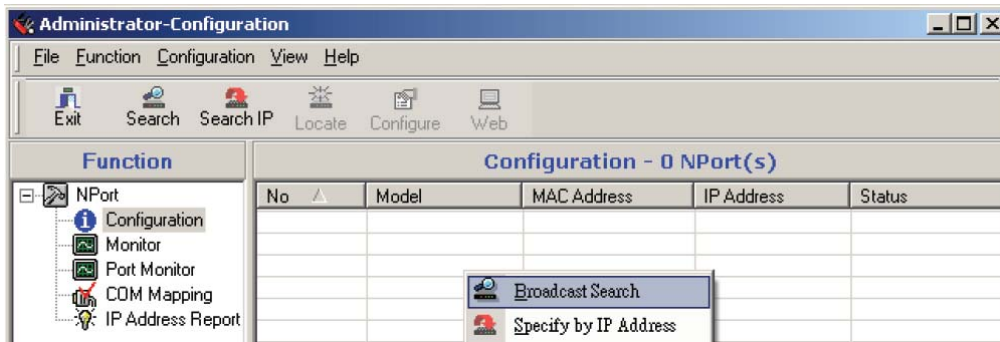 Administrator-Configuration
File Function Configuration View Help
Exit Search Search IP Locate Configure Web
Function
Configuration - 0 NPort(s)
NPort
Configuration
Monitor
Port Monitor
COM Mapping
IP Address Report
No Model MAC Address IP Address Status
Broadcast Search
Specify by IP Address